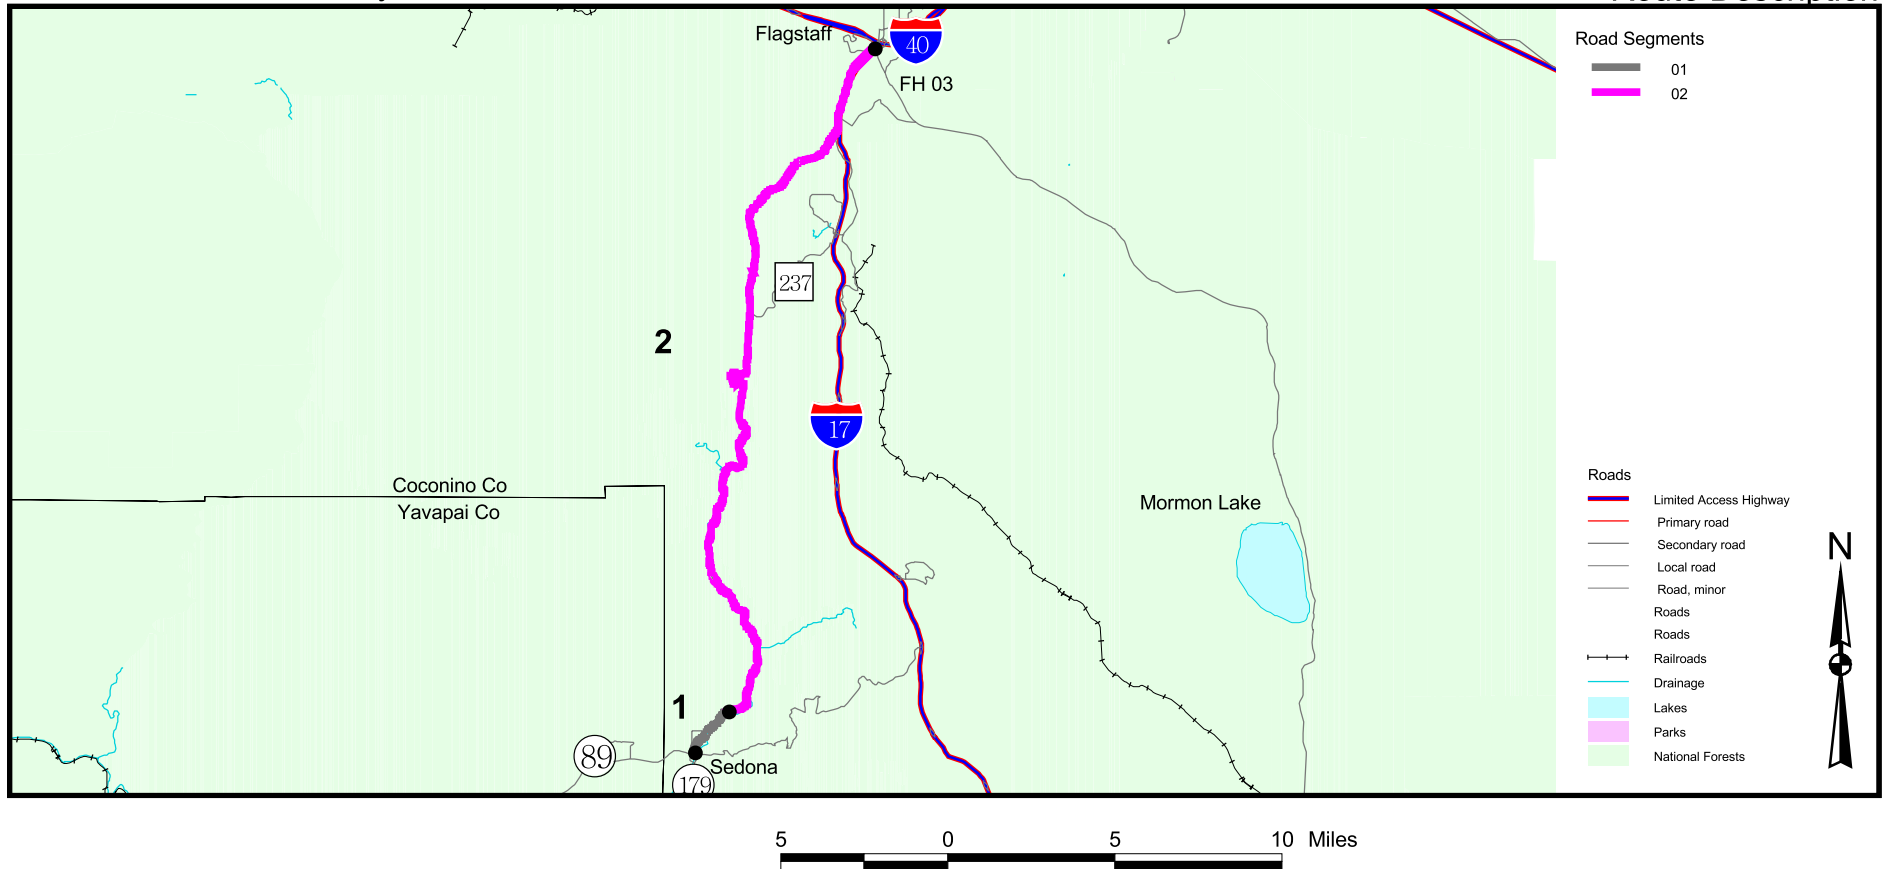 Route Description
Flagstaff
40
FH 03
Road Segments
01
02
237
2
17
Coconino Co
Yavapai Co
Mormon Lake
1
89
Sedona
179
Roads
Limited Access Highway
Primary road
Secondary road
Local road
Road, minor
Roads
Roads
Railroads
Drainage
Lakes
Parks
National Forests
N
5 0 5 10 Miles